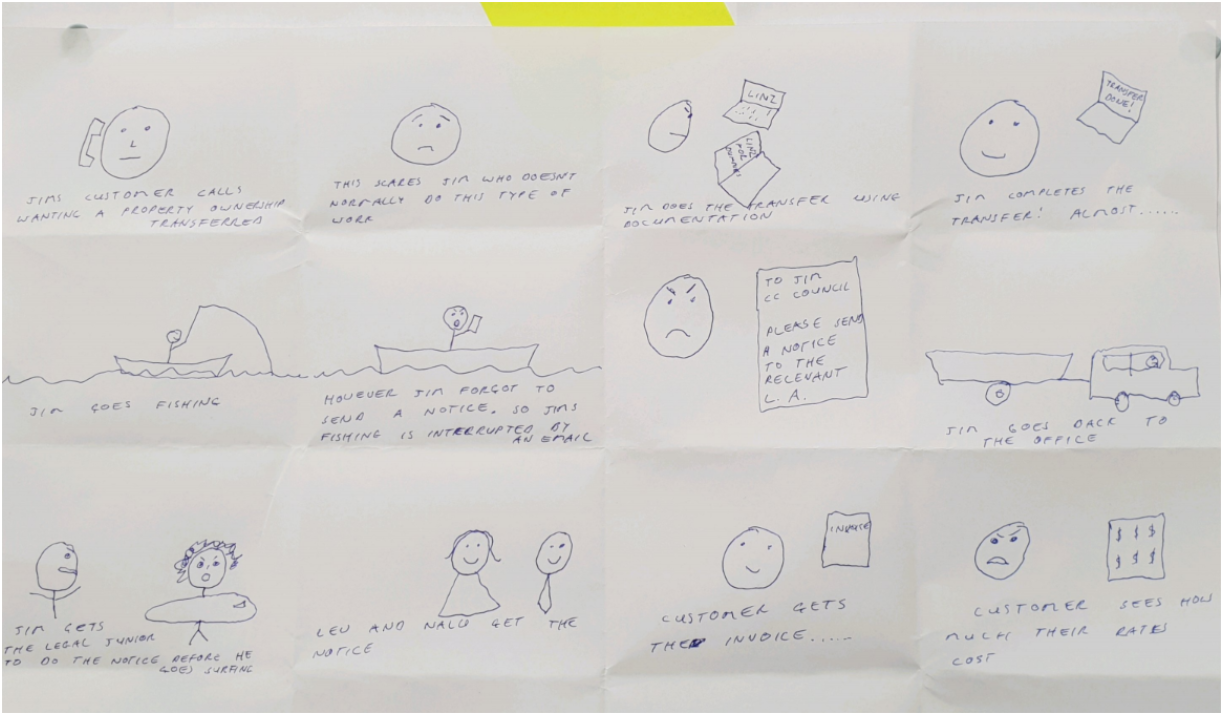 JIMS CUSTOMER CALLS
WANTING A PROPERTY OWNERSHIP
TRANSFERRED
THIS SCARES JIM WHO DOESNT
NORMALLY DO THIS TYPE OF
WORK
LINZ
LINZ
FOR
DUMMIES
JIM DOES THE TRANSFER USING
DOCUMENTATION
TRANSFER
DONE!
JIM COMPLETES THE
TRANSFER! ALMOST.....
JIM GOES FISHING
HOWEVER JIM FORGOT TO
SEND A NOTICE. SO JIMS
FISHING IS INTERRUPTED BY
AN EMAIL
TO JIM
CC COUNCIL
PLEASE SEND
A NOTICE
TO THE
RELEVANT
L. A.
JIM GOES BACK TO
THE OFFICE
JIM GETS
THE LEGAL JUNIOR
TO DO THE NOTICE BEFORE HE
GOES SURFING
LEU AND NALU GET THE
NOTICE
INVOICE
CUSTOMER GETS
THE INVOICE.....
$ $ $
$ $ $
CUSTOMER SEES HOW
MUCH THEIR RATES
COST